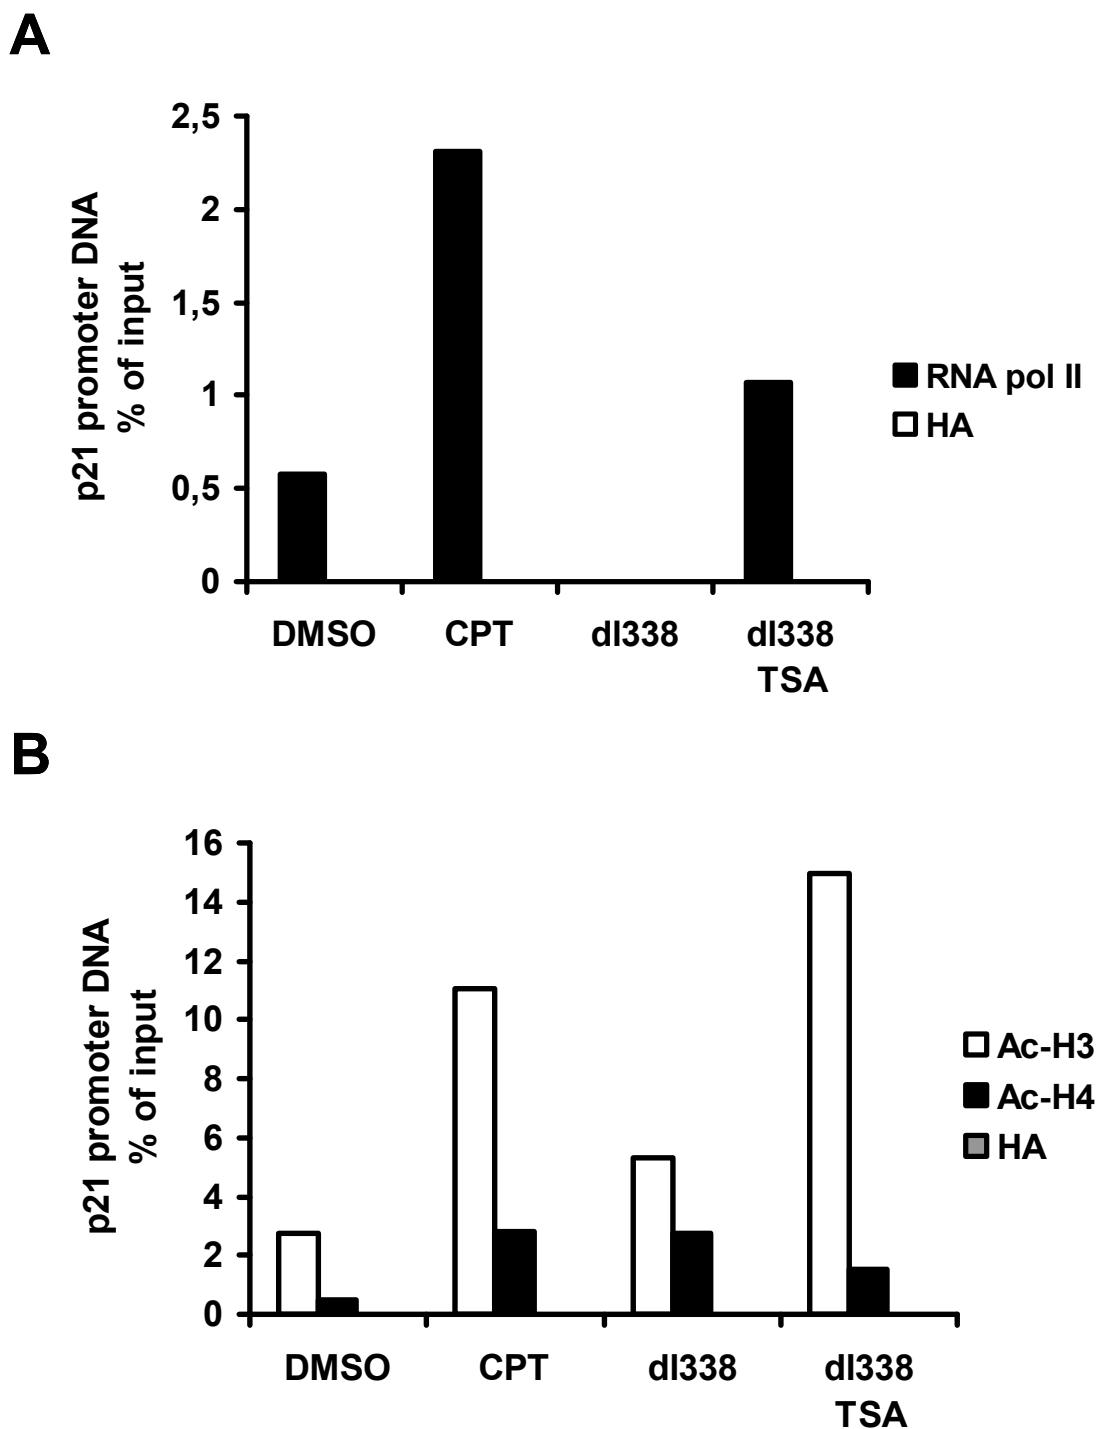 A
2,5
2
1,5
1
0,5
0
p21 promoter DNA
% of input
DMSO
CPT
dl338
dl338
TSA
RNA pol II
HA
B
16
14
12
10
8
6
4
2
0
p21 promoter DNA
% of input
DMSO
CPT
dl338
dl338
TSA
Ac-H3
Ac-H4
HA